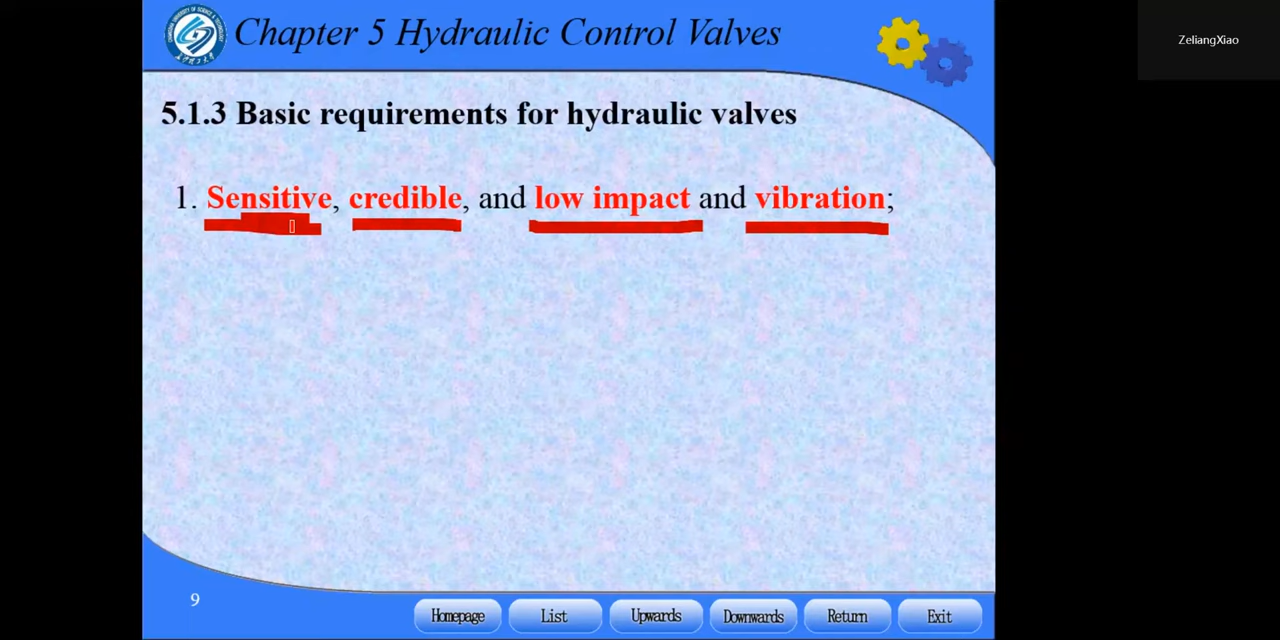 Chapter 5 Hydraulic Control Valves
ZeliangXiao
5.1.3 Basic requirements for hydraulic valves
1. Sensitive, credible, and low impact and vibration;
9
Homepage List Upwards Downwards Return Exit